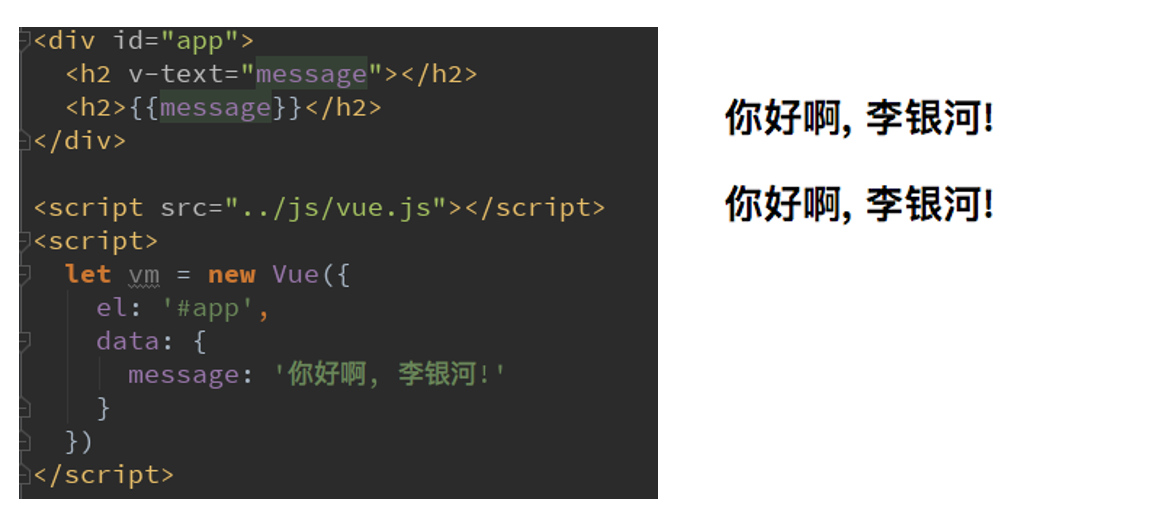 <div id="app">
<h2 v-text="message"></h2>
<h2>{{message}}</h2>
</div>
<script src="../js/vue.js"></script>
<script>
let vm = new Vue({
el: '#app',
data: {
message: '你好啊, 李银河!'
}
})
</script>
你好啊, 李银河!
你好啊, 李银河!